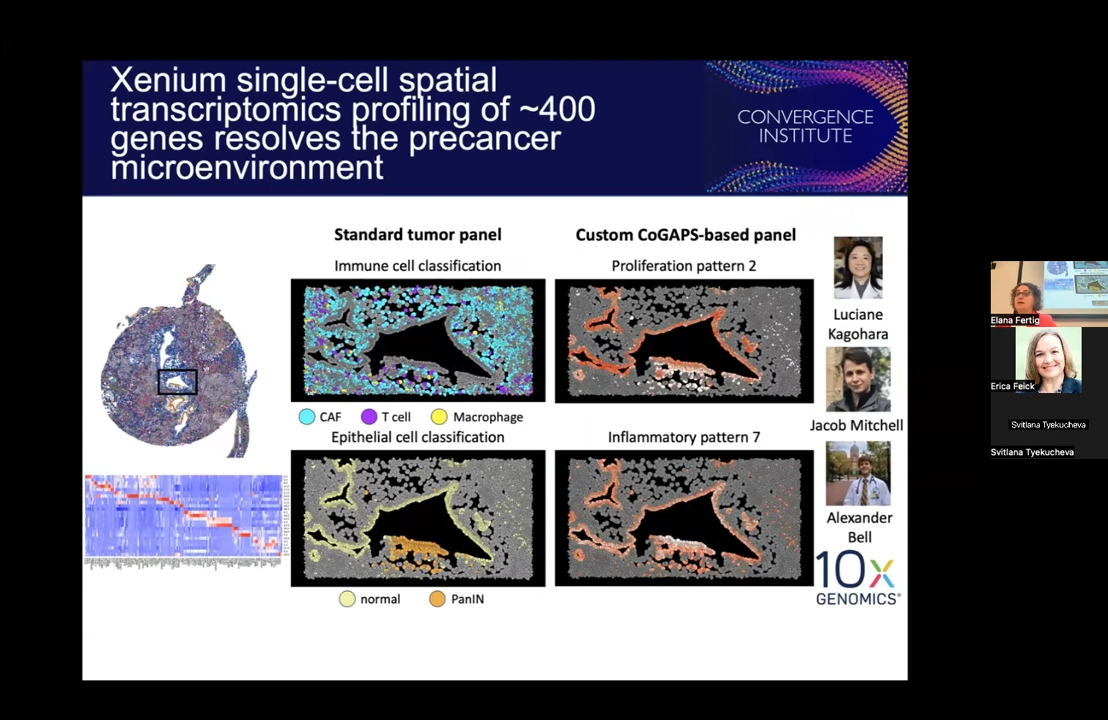 Xenium single-cell spatial
transcriptomics profiling of ~400
genes resolves the precancer
microenvironment
CONVERGENCE
INSTITUTE
Standard tumor panel
Custom CoGAPS-based panel
Immune cell classification
Proliferation pattern 2
CAF
T cell
Macrophage
Epithelial cell classification
Inflammatory pattern 7
normal
PanIN
Luciane
Kagohara
Jacob Mitchell
Alexander
Bell
10x
GENOMICS®
Elana Fertig
Erica Feick
Svitlana Tyekucheva
Svitlana Tyekucheva